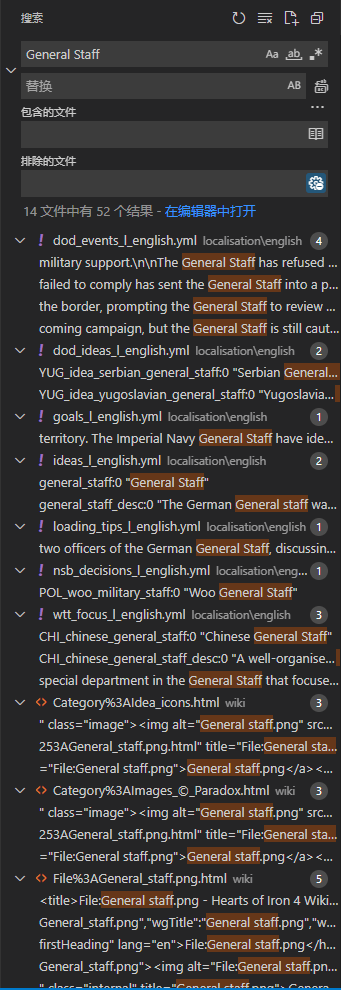 搜索
General Staff
Aa ab .*
替换
AB
...
包含的文件
排除的文件
14 文件中有 52 个结果 - 在编辑器中打开
! dod_events_l_english.yml localisation\english 4
military support.\n\nThe General Staff has refused ...
failed to comply has sent the General Staff into a p...
the border, prompting the General Staff to review ...
coming campaign, but the General Staff is still caut...
! dod_ideas_l_english.yml localisation\english 2
YUG_idea_serbian_general_staff:0 "Serbian General...
YUG_idea_yugoslavian_general_staff:0 "Yugoslavia...
! goals_l_english.yml localisation\english 1
territory. The Imperial Navy General Staff have ide...
! ideas_l_english.yml localisation\english 2
general_staff:0 "General Staff"
general_staff_desc:0 "The German General staff wa...
! loading_tips_l_english.yml localisation\english 1
two officers of the German General Staff, discussin...
! nsb_decisions_l_english.yml localisation\eng... 1
POL_woo_military_staff:0 "Woo General Staff"
! wtt_focus_l_english.yml localisation\english 3
CHI_chinese_general_staff:0 "Chinese General Staff"
CHI_chinese_general_staff_desc:0 "A well-organise...
special department in the General Staff that focuse...
<> Category%3AIdea_icons.html wiki 3
" class="image"><img alt="General staff.png" src...
253AGeneral_staff.png.html" title="File:General sta...
="File:General staff.png">General staff.png</a><...
<> Category%3AImages_©_Paradox.html wiki 3
" class="image"><img alt="General staff.png" src...
253AGeneral_staff.png.html" title="File:General sta...
="File:General staff.png">General staff.png</a><...
<> File%3AGeneral_staff.png.html wiki 5
<title>File:General staff.png - Hearts of Iron 4 Wiki...
General_staff.png","wgTitle":"General staff.png","w...
firstHeading" lang="en">File:General staff.png</h...
General_staff.png"><img alt="File:General staff.pn...
" class="internal" title="General staff.png">Genera...